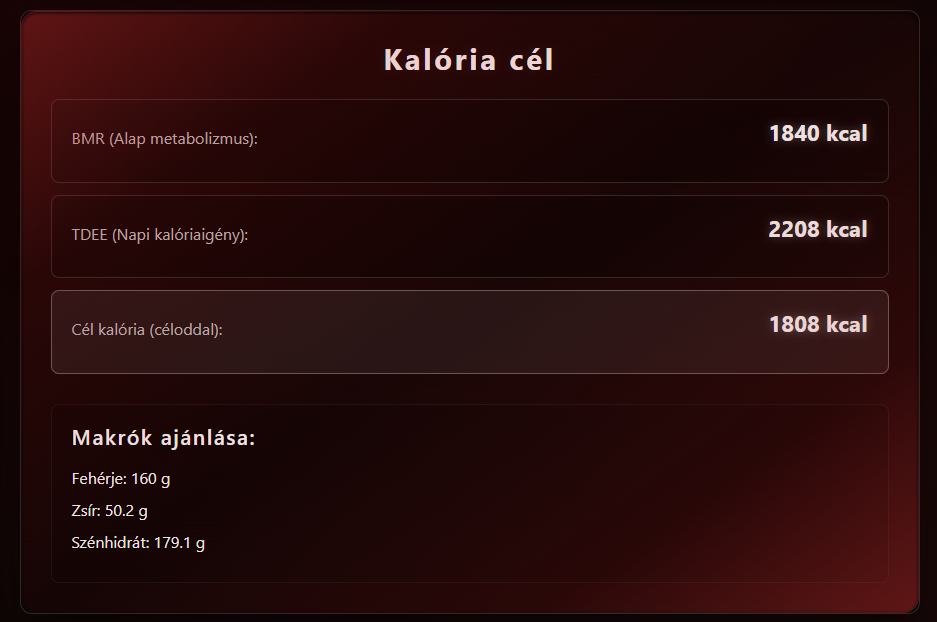 Kalória cél
BMR (Alap metabolizmus): 1840 kcal
TDEE (Napi kalóriaigény): 2208 kcal
Cél kalória (céloddal): 1808 kcal
Makrók ajánlása:
Fehérje: 160 g
Zsír: 50.2 g
Szénhidrát: 179.1 g